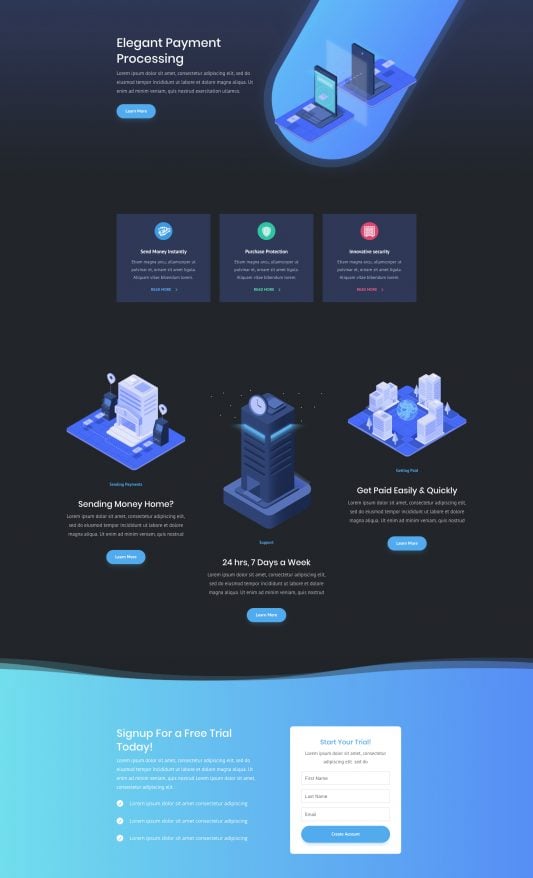 Elegant Payment
Processing
Lorem ipsum dolor sit amet, consectetur adipiscing elit, sed do
eiusmod tempor incididunt ut labore et dolore magna aliqua. Ut
enim ad minim veniam, quis nostrud exercitation ullamco.
Learn More
Send Money Instantly
Etiam magna arcu, ullamcorper ut
pulvinar et, ornare sit amet ligula.
Aliquam vitae bibendum lorem.
READ MORE
Purchase Protection
Etiam magna arcu, ullamcorper ut
pulvinar et, ornare sit amet ligula.
Aliquam vitae bibendum lorem.
READ MORE
Innovative security
Etiam magna arcu, ullamcorper ut
pulvinar et, ornare sit amet ligula.
Aliquam vitae bibendum lorem.
READ MORE
Sending Payments
Sending Money Home?
Lorem ipsum dolor sit amet, consectetur adipiscing elit,
sed do eiusmod tempor incididunt ut labore et dolore
magna aliqua. Ut enim ad minim veniam, quis nostrud
Learn More
Support
24 hrs, 7 Days a Week
Lorem ipsum dolor sit amet, consectetur adipiscing elit,
sed do eiusmod tempor incididunt ut labore et dolore
magna aliqua. Ut enim ad minim veniam, quis nostrud
Learn More
Getting Paid
Get Paid Easily & Quickly
Lorem ipsum dolor sit amet, consectetur adipiscing elit,
sed do eiusmod tempor incididunt ut labore et dolore
magna aliqua. Ut enim ad minim veniam, quis nostrud
Learn More
Signup For a Free Trial
Today!
Lorem ipsum dolor sit amet, consectetur adipiscing elit, sed do
eiusmod tempor incididunt ut labore et dolore magna aliqua. Ut
enim ad minim veniam, quis nostrud Lorem ipsum dolor sit amet,
consectetur adipiscing elit.
Lorem ipsum dolor sit amet consectetur adipiscing
Lorem ipsum dolor sit amet consectetur adipiscing
Lorem ipsum dolor sit amet consectetur adipiscing
Start Your Trial!
Lorem ipsum dolor sit amet, consectetur
adipiscing elit, sed do
First Name
Last Name
Email
Create Account